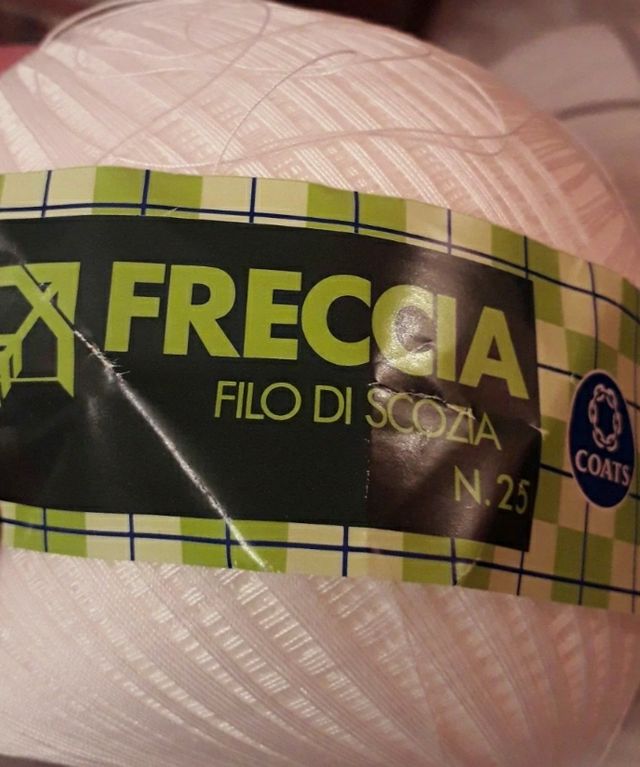 FRECCIA
FILO DI SCOZIA
N.25
COATS